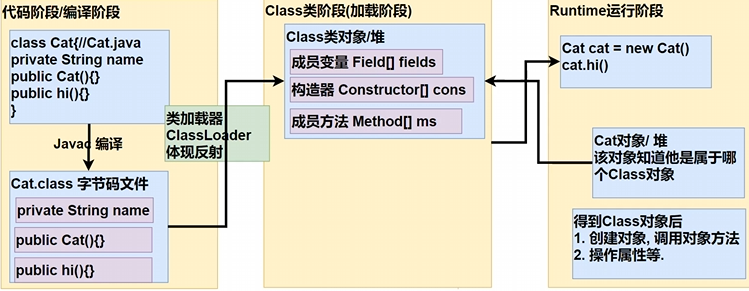 代码阶段/编译阶段
class Cat{//Cat.java
private String name
public Cat(){}
public hi(){}
}
Javac 编译
Cat.class 字节码文件
private String name
public Cat(){}
public hi(){}
类加载器
ClassLoader
体现反射
Class类阶段(加载阶段)
Class类对象/堆
成员变量 Field[] fields
构造器 Constructor[] cons
成员方法 Method[] ms
Runtime运行阶段
Cat cat = new Cat()
cat.hi()
Cat对象/ 堆
该对象知道他是属于哪
个Class对象
得到Class对象后
1. 创建对象, 调用对象方法
2. 操作属性等.